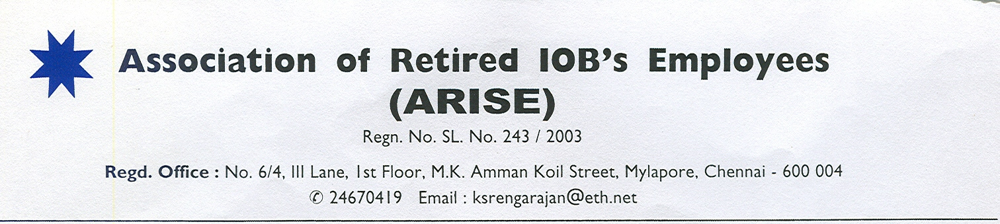 Association of Retired IOB's Employees
(ARISE)
Regn. No. SL. No. 243 / 2003
Regd. Office : No. 6/4, III Lane, 1st Floor, M.K. Amman Koil Street, Mylapore, Chennai - 600 004
✆ 24670419 Email : ksrengarajan@eth.net